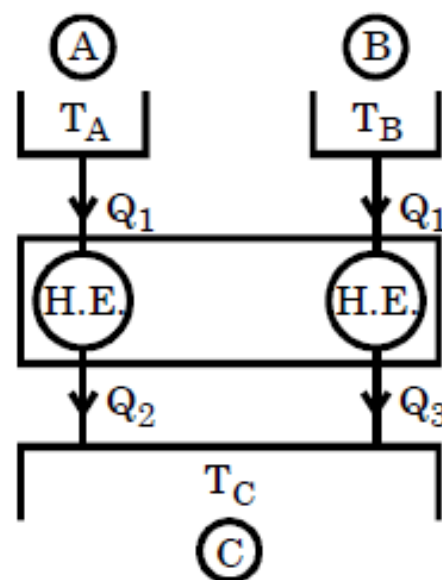 A B
T_A T_B
Q_1 Q_1
H.E. H.E.
Q_2 Q_3
T_C
C